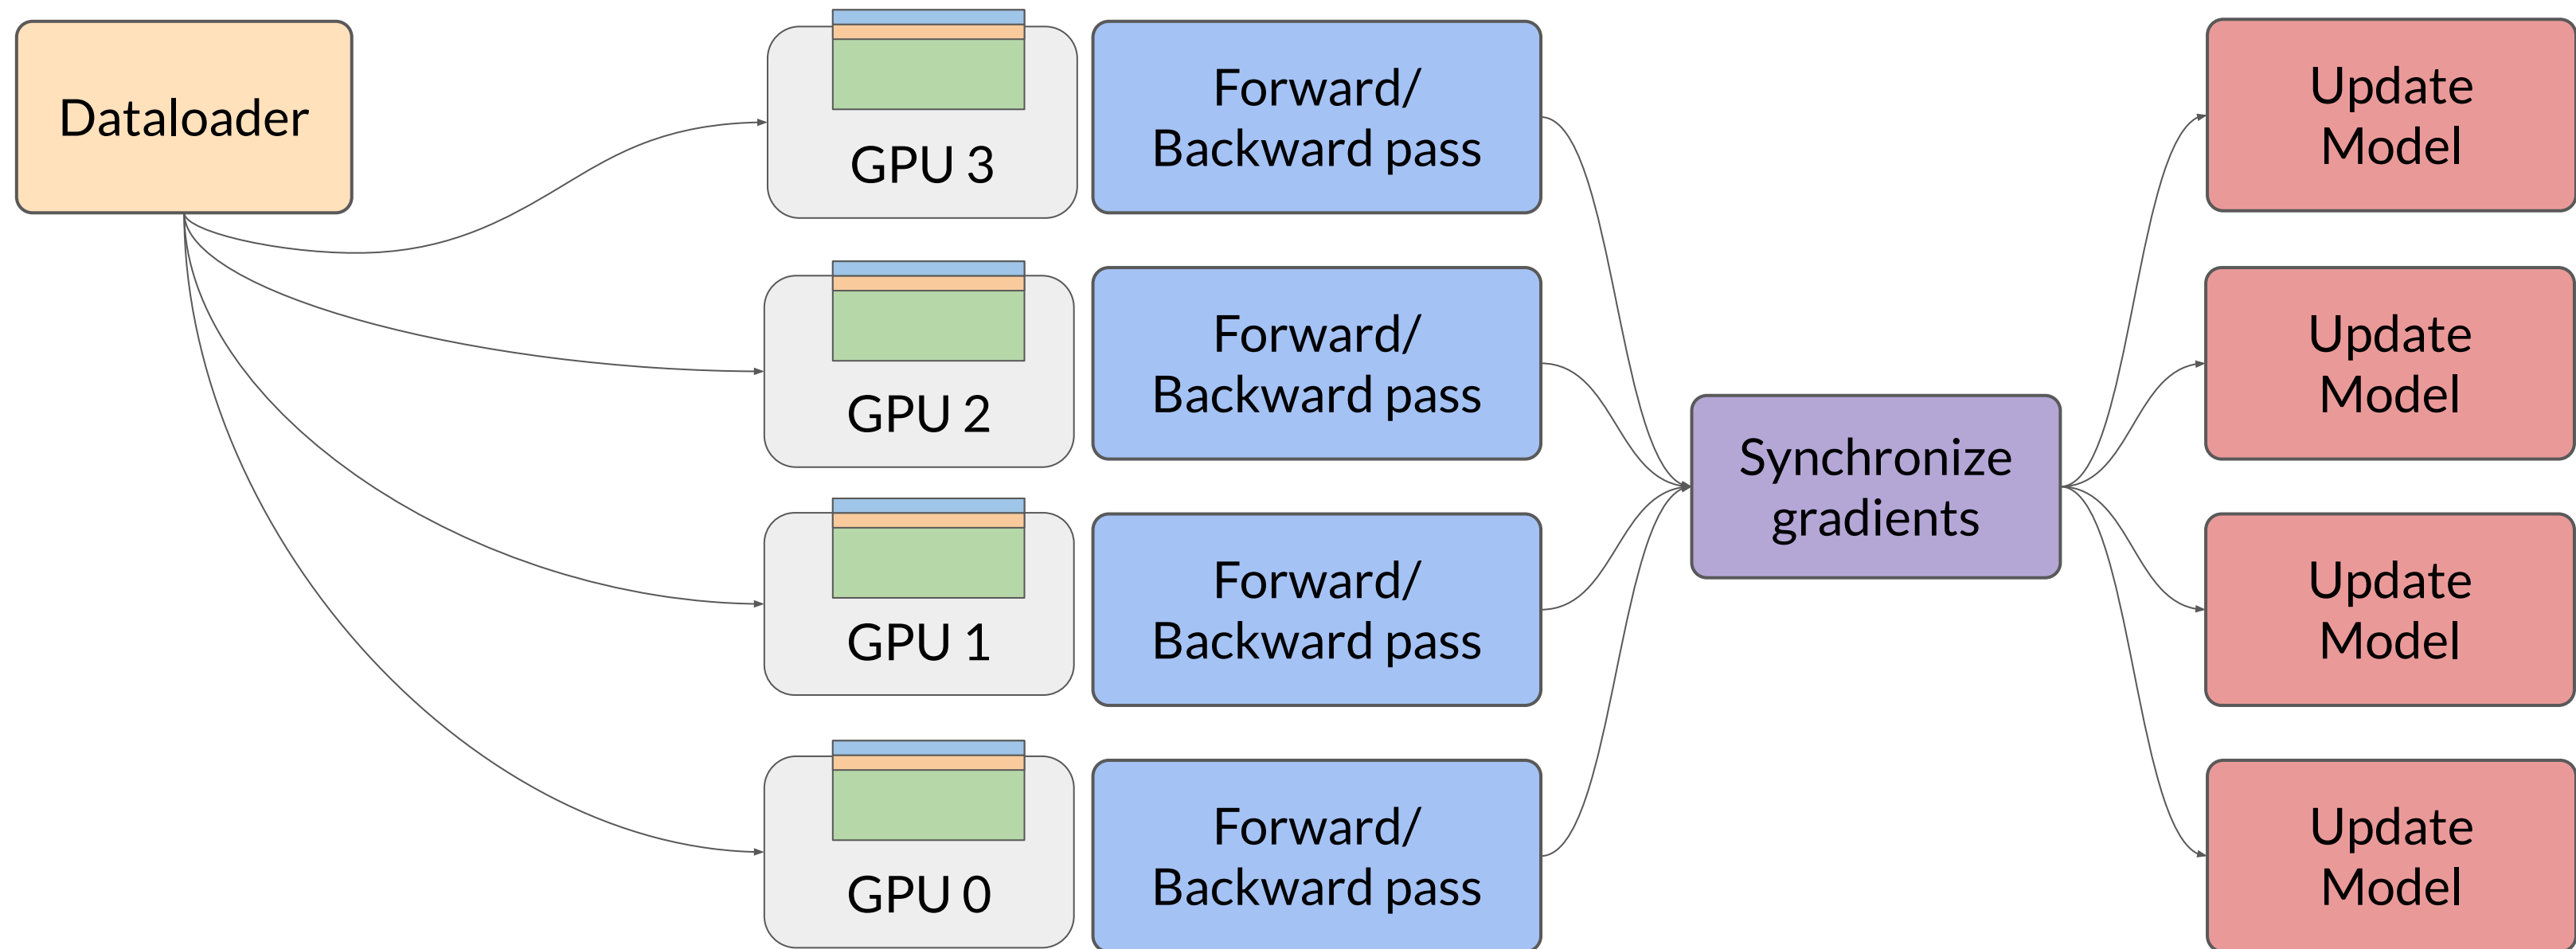 Dataloader
GPU 3
Forward/
Backward pass
Update
Model
GPU 2
Forward/
Backward pass
Update
Model
Synchronize
gradients
GPU 1
Forward/
Backward pass
Update
Model
GPU 0
Forward/
Backward pass
Update
Model